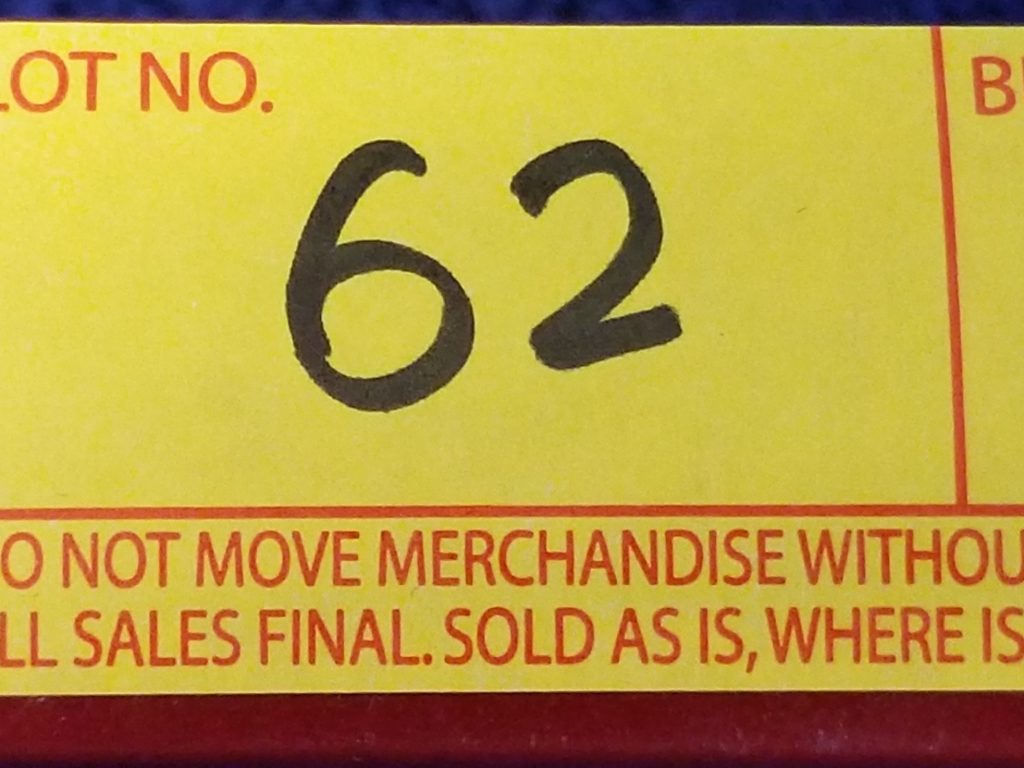 LOT NO.
62
O NOT MOVE MERCHANDISE WITHOU
LL SALES FINAL. SOLD AS IS, WHERE IS